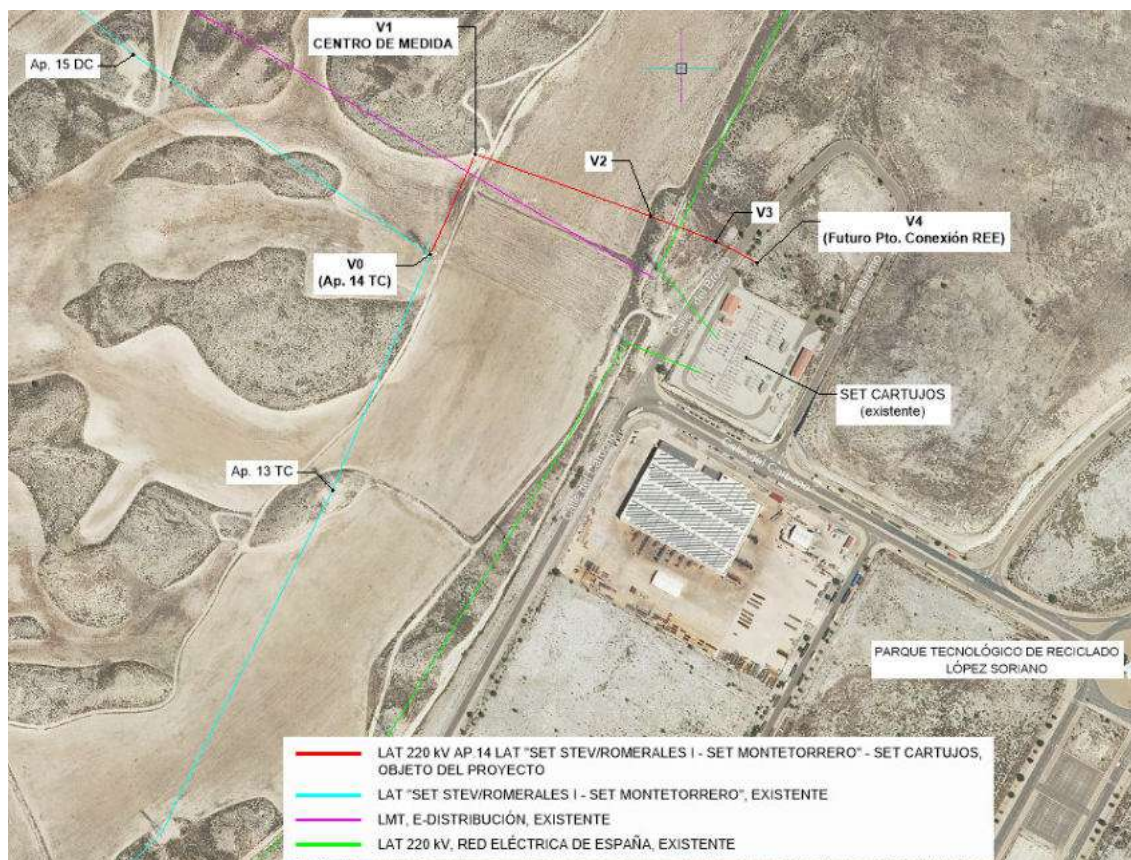 V1
CENTRO DE MEDIDA
Ap. 15 DC
V2
V3
V4
(Futuro Pto. Conexión REE)
V0
(Ap. 14 TC)
SET CARTUJOS
(existente)
Ap. 13 TC
PARQUE TECNOLÓGICO DE RECICLADO
LÓPEZ SORIANO
LAT 220 kV AP.14 LAT "SET STEV/ROMERALES I - SET MONTETORRERO" - SET CARTUJOS,
OBJETO DEL PROYECTO
LAT "SET STEV/ROMERALES I - SET MONTETORRERO", EXISTENTE
LMT, E-DISTRIBUCIÓN, EXISTENTE
LAT 220 kV, RED ELÉCTRICA DE ESPAÑA, EXISTENTE